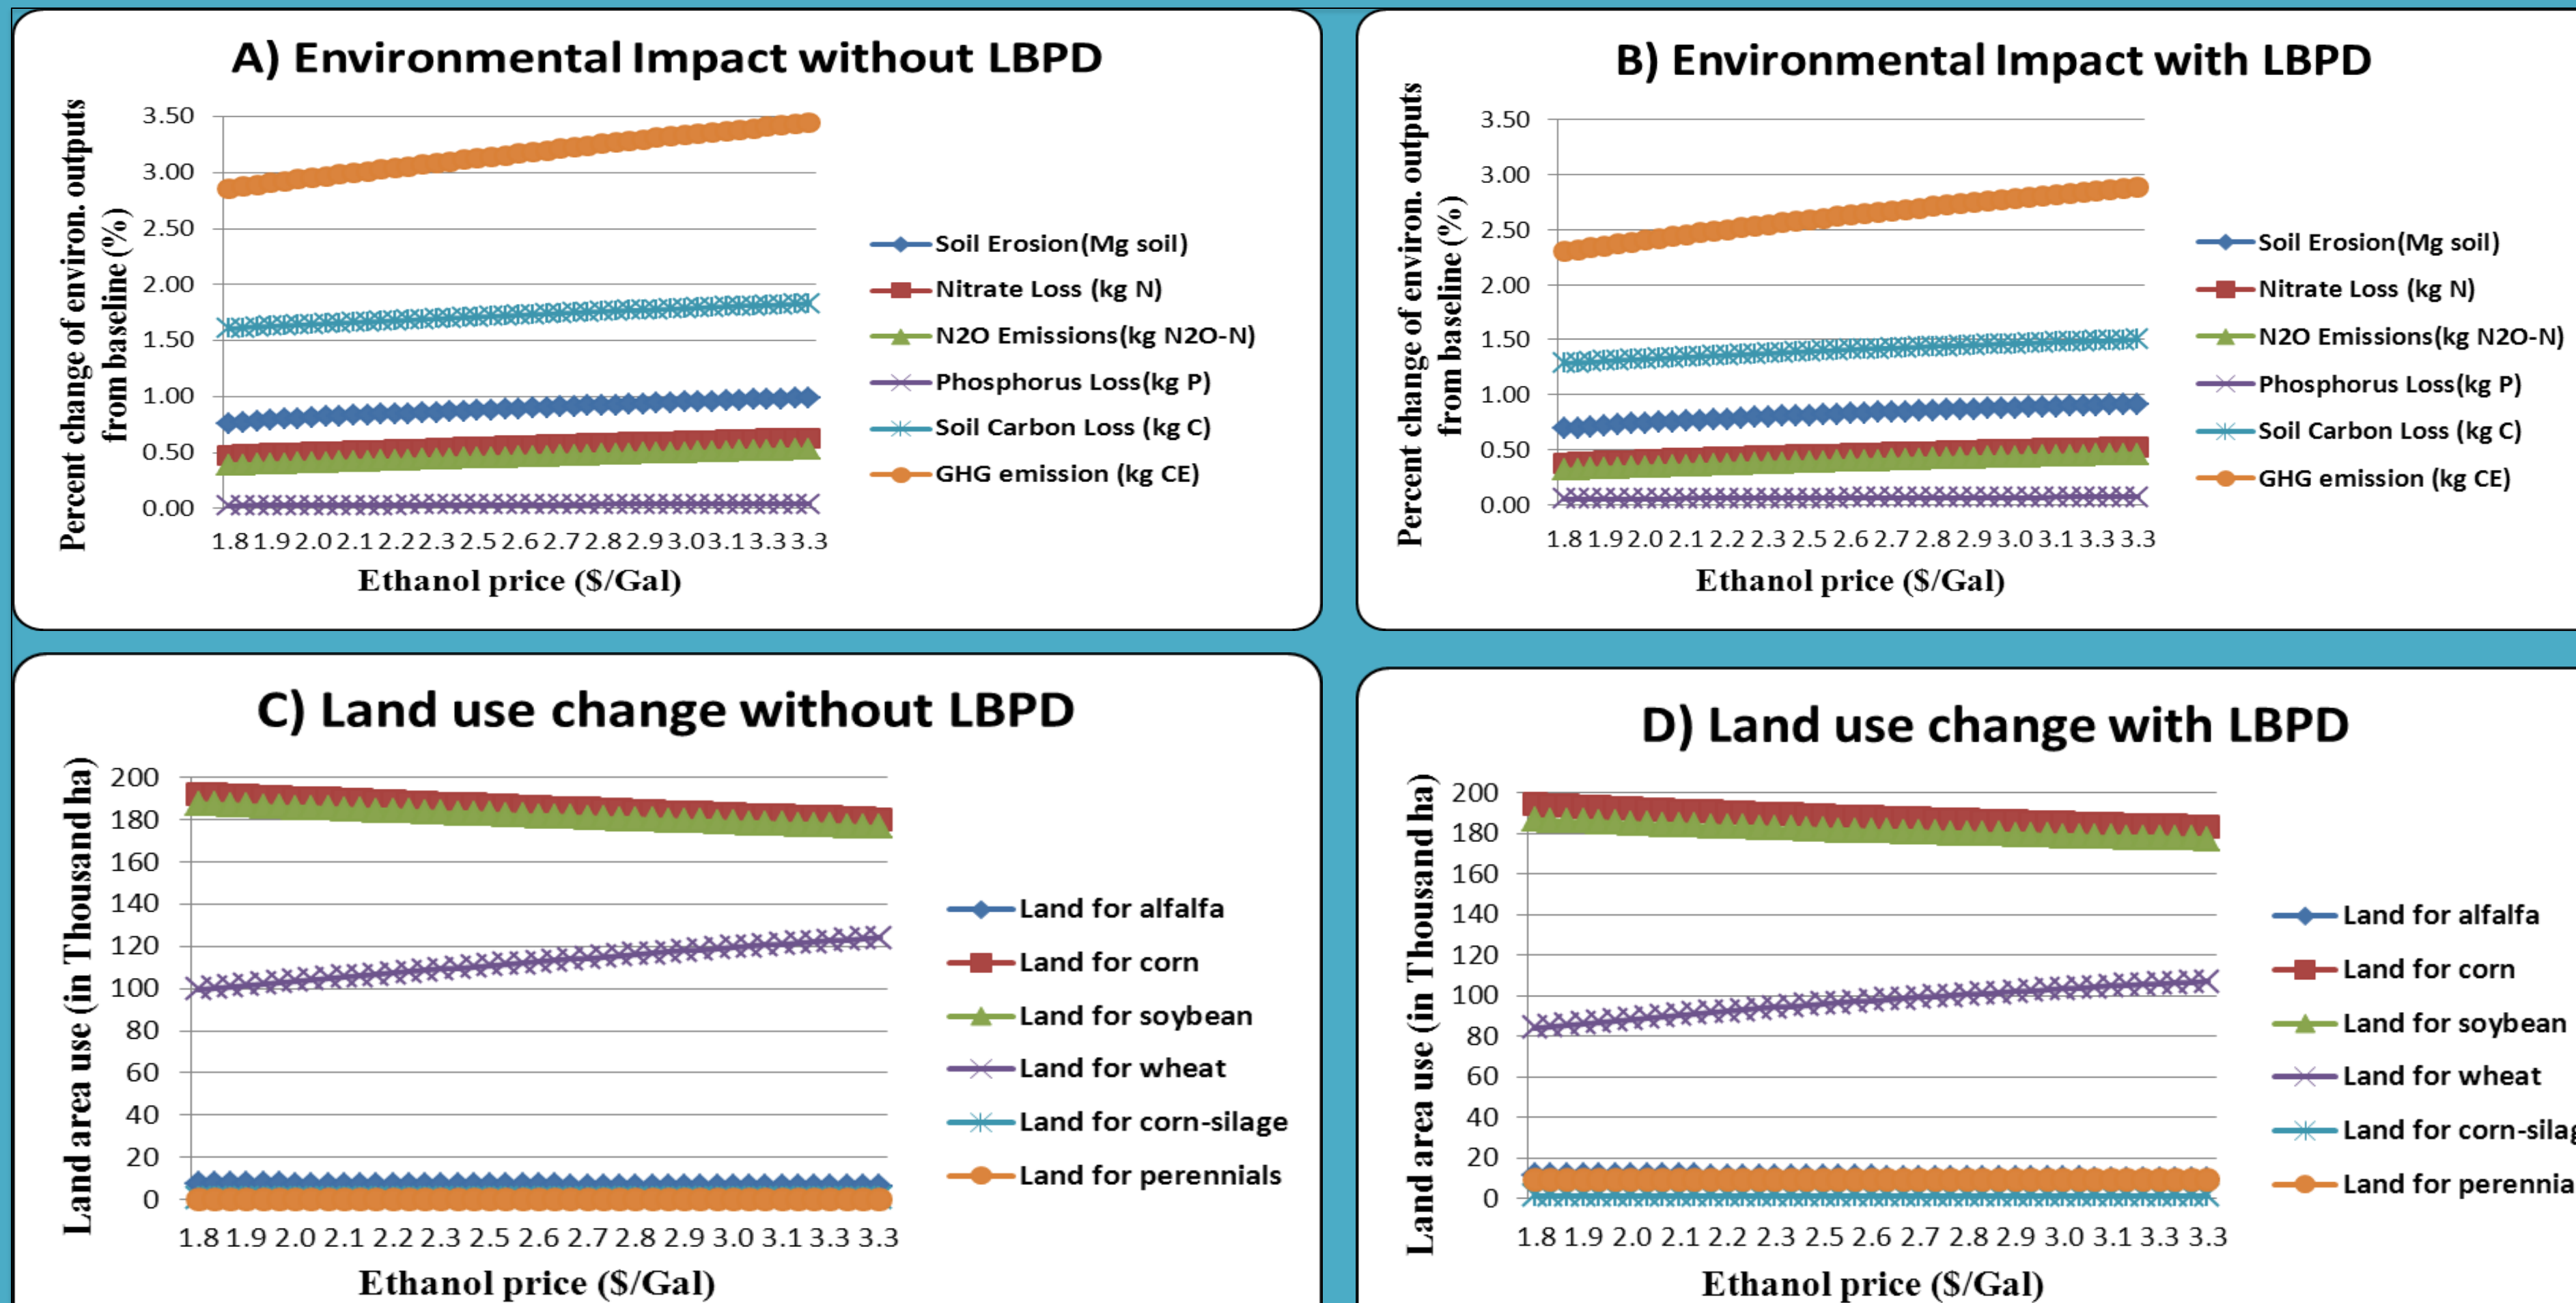 A) Environmental Impact without LBPD
Percent change of environ. outputs
from baseline (%)
3.50
3.00
2.50
2.00
1.50
1.00
0.50
0.00
1.8 1.9 2.0 2.1 2.2 2.3 2.5 2.6 2.7 2.8 2.9 3.0 3.1 3.3 3.3
Ethanol price ($/Gal)
Soil Erosion(Mg soil)
Nitrate Loss (kg N)
N2O Emissions(kg N2O-N)
Phosphorus Loss(kg P)
Soil Carbon Loss (kg C)
GHG emission (kg CE)
B) Environmental Impact with LBPD
Percent change of environ. outputs
from baseline (%)
3.50
3.00
2.50
2.00
1.50
1.00
0.50
0.00
1.8 1.9 2.0 2.1 2.2 2.3 2.5 2.6 2.7 2.8 2.9 3.0 3.1 3.3 3.3
Ethanol price ($/Gal)
Soil Erosion(Mg soil)
Nitrate Loss (kg N)
N2O Emissions(kg N2O-N)
Phosphorus Loss(kg P)
Soil Carbon Loss (kg C)
GHG emission (kg CE)
C) Land use change without LBPD
Land area use (in Thousand ha)
200
180
160
140
120
100
80
60
40
20
0
1.8 1.9 2.0 2.1 2.2 2.3 2.5 2.6 2.7 2.8 2.9 3.0 3.1 3.3 3.3
Ethanol price ($/Gal)
Land for alfalfa
Land for corn
Land for soybean
Land for wheat
Land for corn-silage
Land for perennials
D) Land use change with LBPD
Land area use (in Thousand ha)
200
180
160
140
120
100
80
60
40
20
0
1.8 1.9 2.0 2.1 2.2 2.3 2.5 2.6 2.7 2.8 2.9 3.0 3.1 3.3 3.3
Ethanol price ($/Gal)
Land for alfalfa
Land for corn
Land for soybean
Land for wheat
Land for corn-silag
Land for perennia